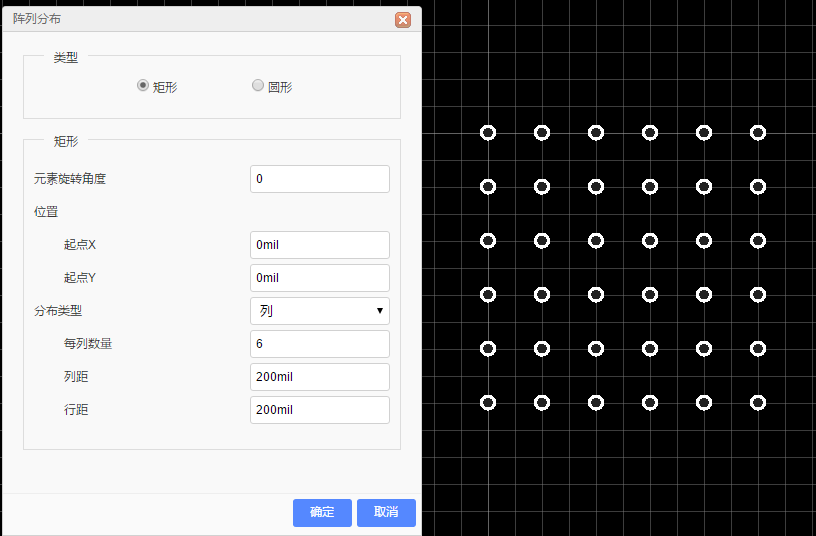 阵列分布
类型
矩形 圆形
矩形
元素旋转角度 0
位置
起点X 0mil
起点Y 0mil
分布类型 列
每列数量 6
列距 200mil
行距 200mil
确定 取消